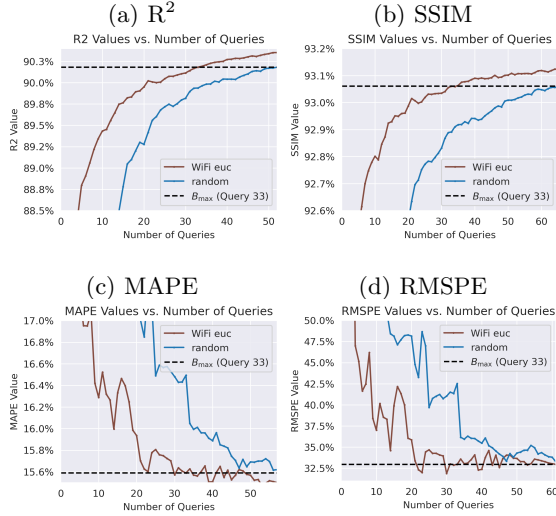 (a) R²
(b) SSIM
R2 Values vs. Number of Queries
SSIM Values vs. Number of Queries
R2 Value
90.3%
90.0%
89.8%
89.5%
89.3%
89.0%
88.8%
88.5%
WiFi euc
random
Bmax (Query 33)
0 10 20 30 40 50
Number of Queries
SSIM Value
93.2%
93.1%
93.0%
92.9%
92.8%
92.7%
92.6%
WiFi euc
random
Bmax (Query 33)
0 10 20 30 40 50 60
Number of Queries
(c) MAPE
(d) RMSPE
MAPE Values vs. Number of Queries
RMSPE Values vs. Number of Queries
MAPE Value
17.0%
16.8%
16.6%
16.4%
16.2%
16.0%
15.8%
15.6%
WiFi euc
random
Bmax (Query 33)
0 10 20 30 40 50
Number of Queries
RMSPE Value
50.0%
47.5%
45.0%
42.5%
40.0%
37.5%
35.0%
32.5%
WiFi euc
random
Bmax (Query 33)
0 10 20 30 40 50 60
Number of Queries